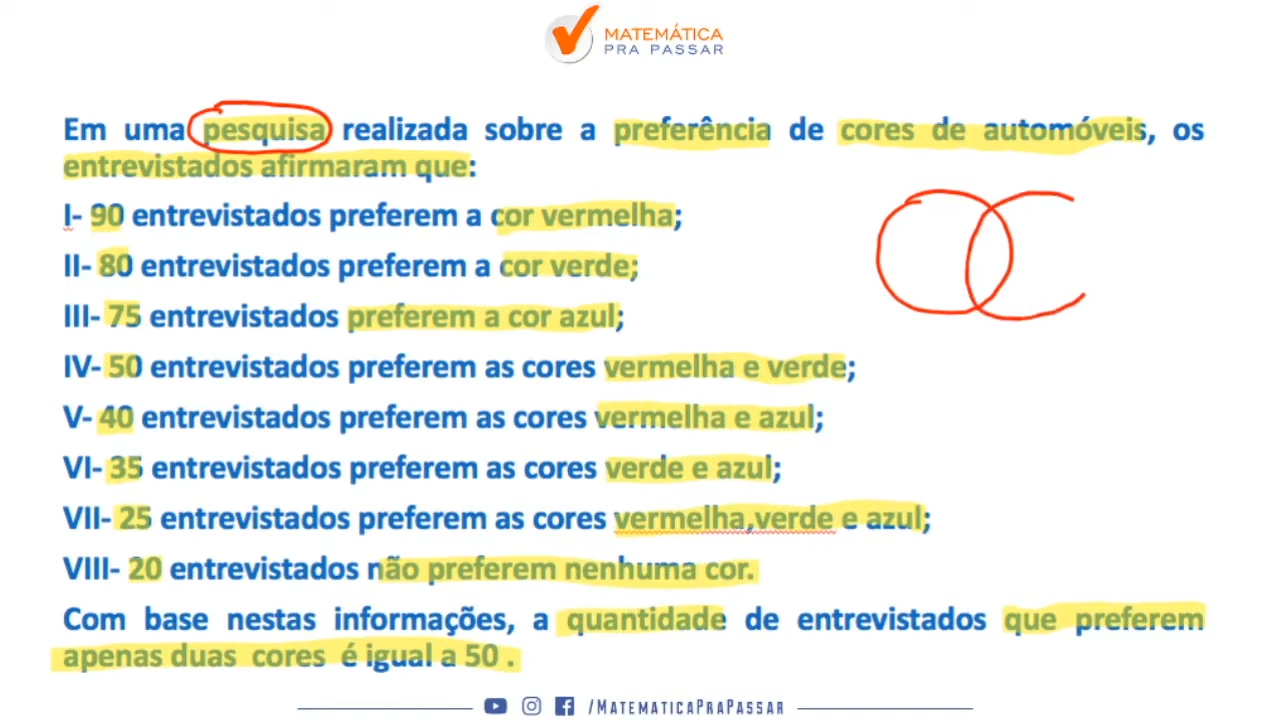 MATEMÁTICA
PRA PASSAR
Em uma pesquisa realizada sobre a preferência de cores de automóveis, os
entrevistados afirmaram que:
I- 90 entrevistados preferem a cor vermelha;
II- 80 entrevistados preferem a cor verde;
III- 75 entrevistados preferem a cor azul;
IV- 50 entrevistados preferem as cores vermelha e verde;
V- 40 entrevistados preferem as cores vermelha e azul;
VI- 35 entrevistados preferem as cores verde e azul;
VII- 25 entrevistados preferem as cores vermelha,verde e azul;
VIII- 20 entrevistados não preferem nenhuma cor.
Com base nestas informações, a quantidade de entrevistados que preferem
apenas duas cores é igual a 50 .
/MATEMATICAPRAPASSAR